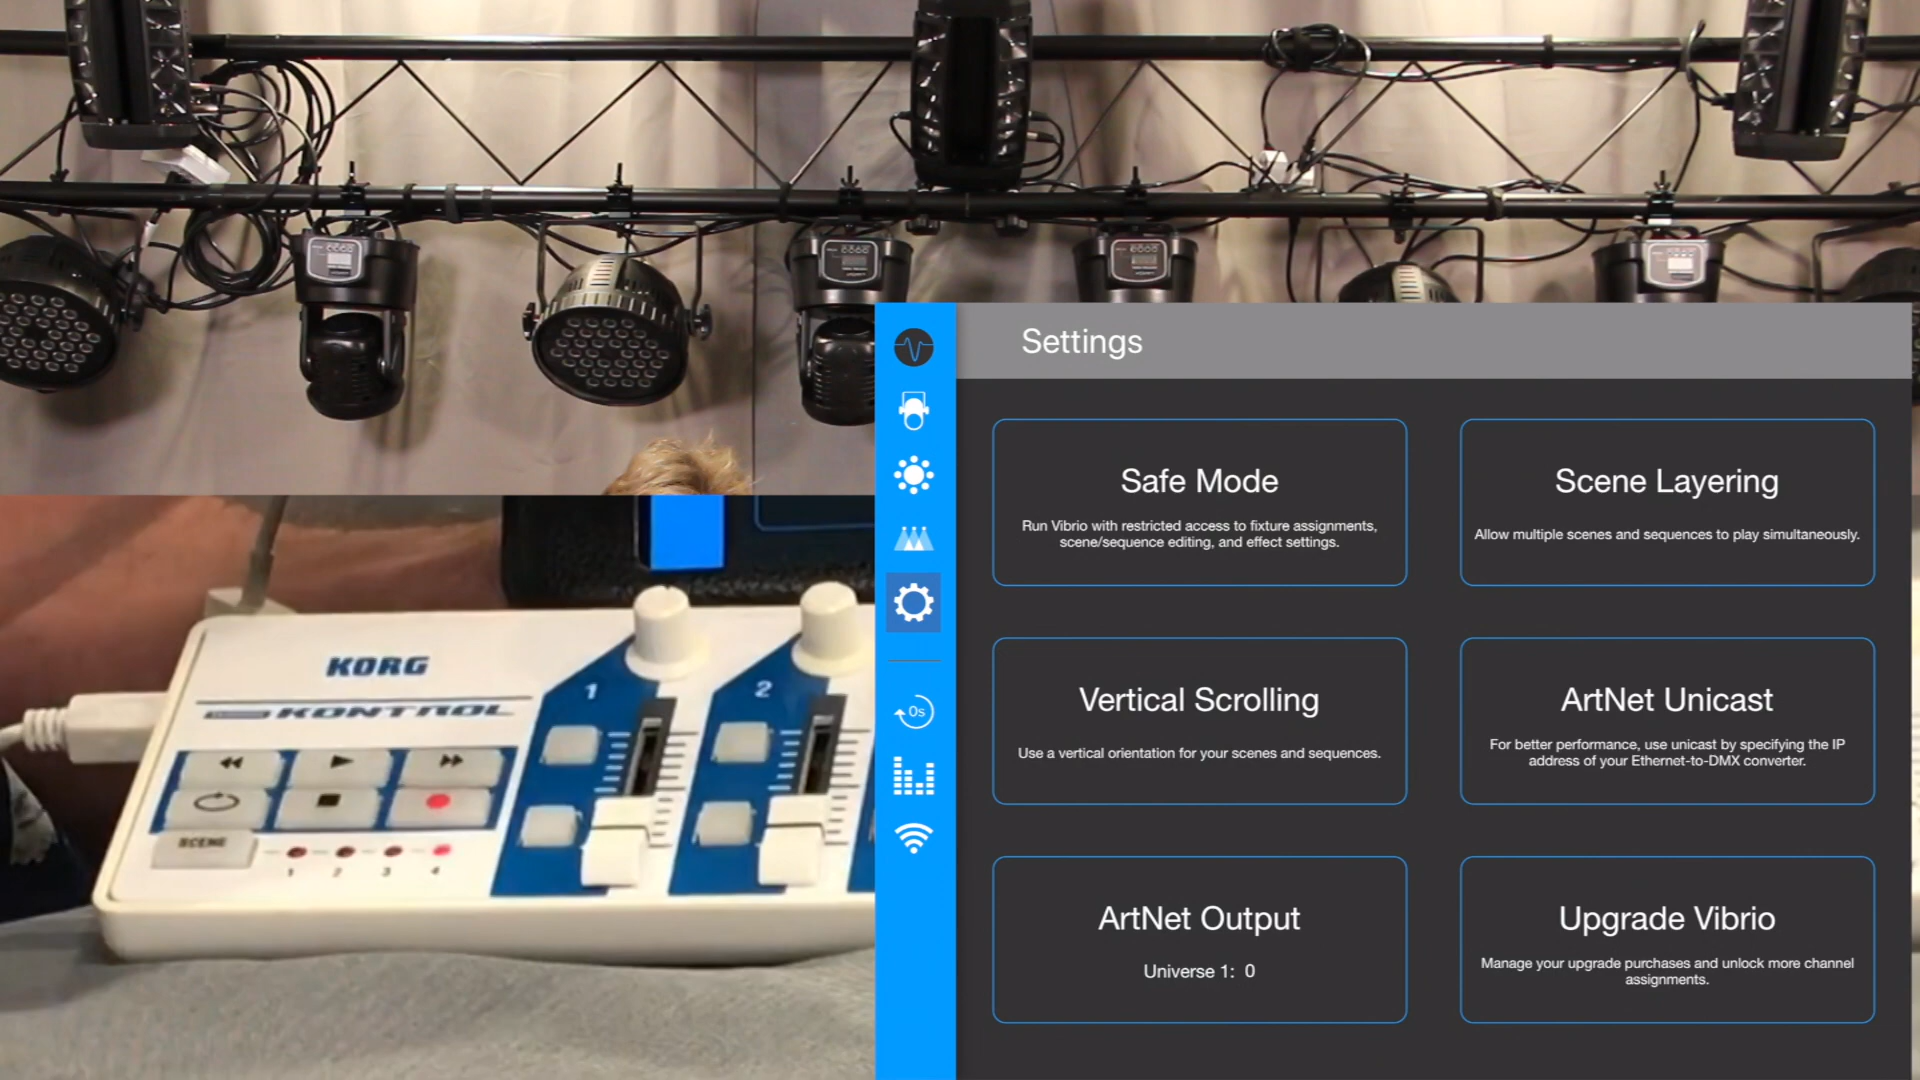 Settings
Safe Mode
Run Vibrio with restricted access to fixture assignments,
scene/sequence editing, and effect settings.
Scene Layering
Allow multiple scenes and sequences to play simultaneously.
Vertical Scrolling
Use a vertical orientation for your scenes and sequences.
ArtNet Unicast
For better performance, use unicast by specifying the IP
address of your Ethernet-to-DMX converter.
ArtNet Output
Universe 1: 0
Upgrade Vibrio
Manage your upgrade purchases and unlock more channel
assignments.
0s
KORG
KONTROL
1
2
SCENE
1 2 3 4